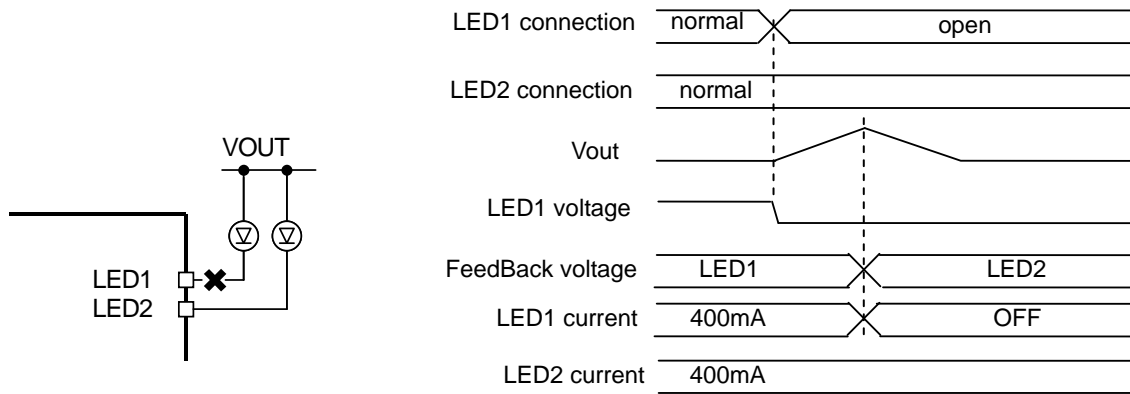 VOUT
LED1
LED2
LED1 connection normal open
LED2 connection normal
Vout
LED1 voltage
FeedBack voltage LED1 LED2
LED1 current 400mA OFF
LED2 current 400mA